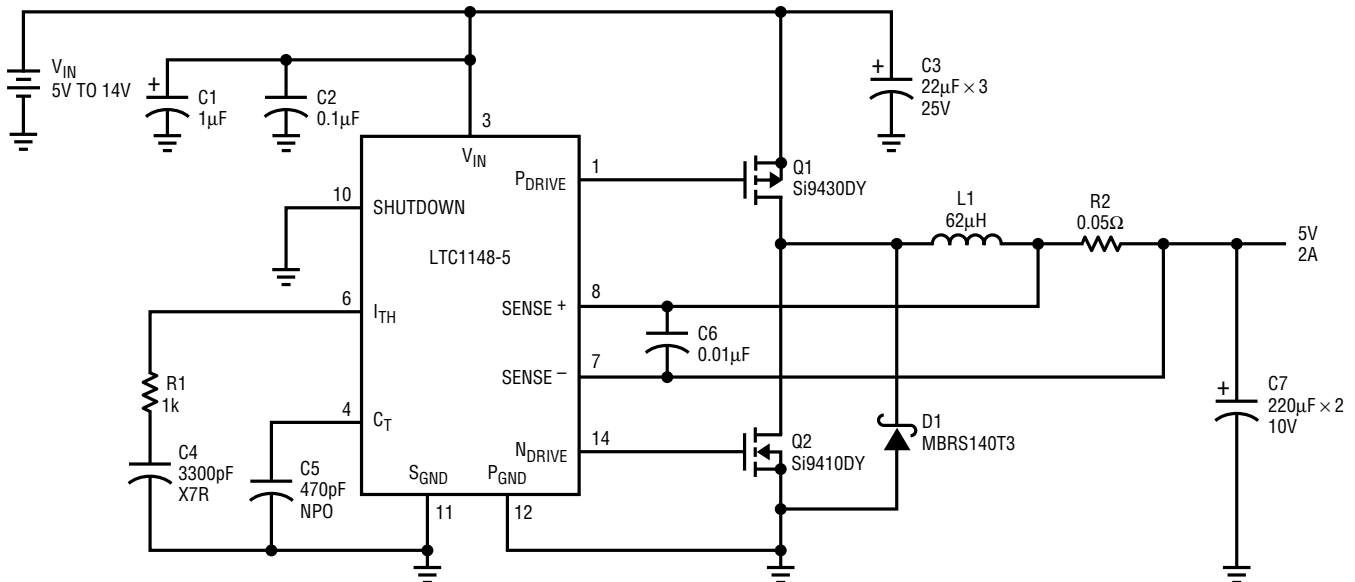 V_IN
5V TO 14V
+
C1
1µF
C2
0.1µF
3
V_IN
+
C3
22µF × 3
25V
1
P_DRIVE
Q1
Si9430DY
10
SHUTDOWN
LTC1148-5
L1
62µH
R2
0.05Ω
5V
2A
6
I_TH
8
SENSE +
C6
0.01µF
7
SENSE –
R1
1k
4
C_T
C4
3300pF
X7R
C5
470pF
NPO
14
N_DRIVE
Q2
Si9410DY
D1
MBRS140T3
+
C7
220µF × 2
10V
S_GND
P_GND
11
12